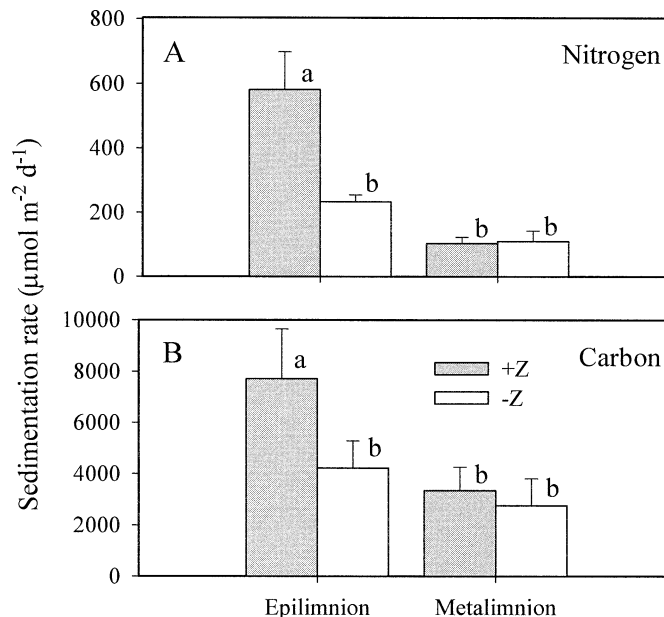 Sedimentation rate (μmol m⁻² d⁻¹)
A
Nitrogen
800
600
400
200
0
a
b
b
b
B
Carbon
10000
8000
6000
4000
2000
0
a
b
b
b
+Z
-Z
Epilimnion Metalimnion